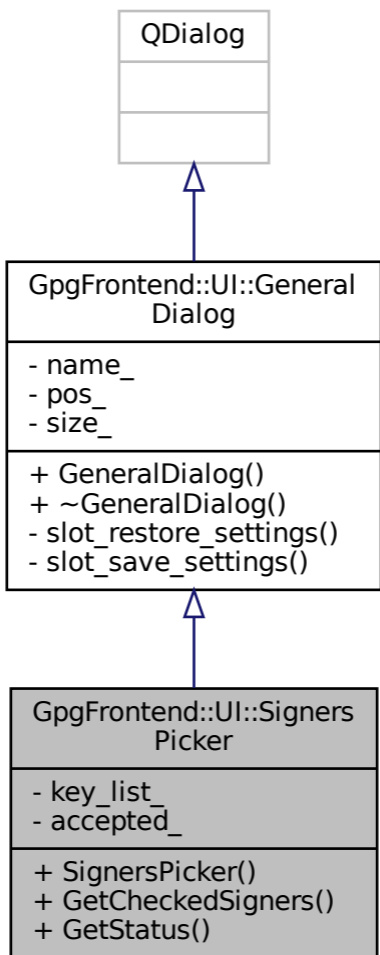 QDialog
GpgFrontend::UI::General
Dialog
- name_
- pos_
- size_
+ GeneralDialog()
+ ~GeneralDialog()
- slot_restore_settings()
- slot_save_settings()
GpgFrontend::UI::Signers
Picker
- key_list_
- accepted_
+ SignersPicker()
+ GetCheckedSigners()
+ GetStatus()